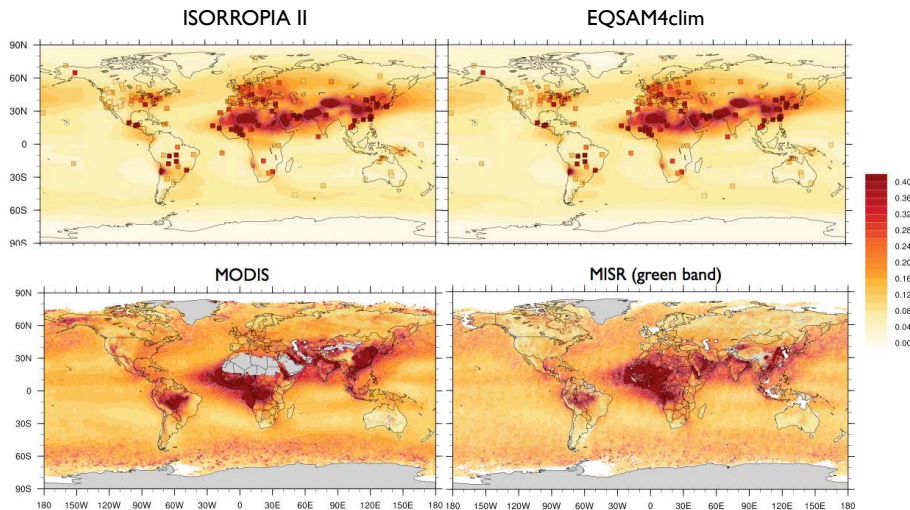 ISORROPIA II
EQSAM4clim
90N
60N
30N
0
30S
60S
90S
MODIS
MISR (green band)
90N
60N
30N
0
30S
60S
90S
180 150W 120W 90W 60W 30W 0 30E 60E 90E 120E 150E 180
180 150W 120W 90W 60W 30W 0 30E 60E 90E 120E 150E 180
0.40
0.36
0.32
0.28
0.24
0.20
0.16
0.12
0.08
0.04
0.00